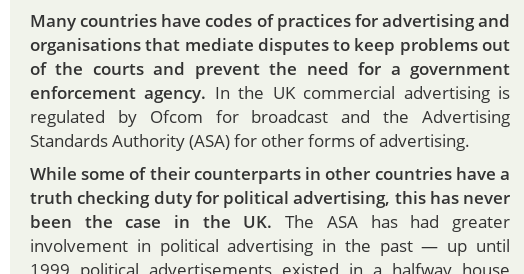 Many countries have codes of practices for advertising and
organisations that mediate disputes to keep problems out
of the courts and prevent the need for a government
enforcement agency. In the UK commercial advertising is
regulated by Ofcom for broadcast and the Advertising
Standards Authority (ASA) for other forms of advertising.
While some of their counterparts in other countries have a
truth checking duty for political advertising, this has never
been the case in the UK. The ASA has had greater
involvement in political advertising in the past — up until
1999 political advertisements existed in a halfway house